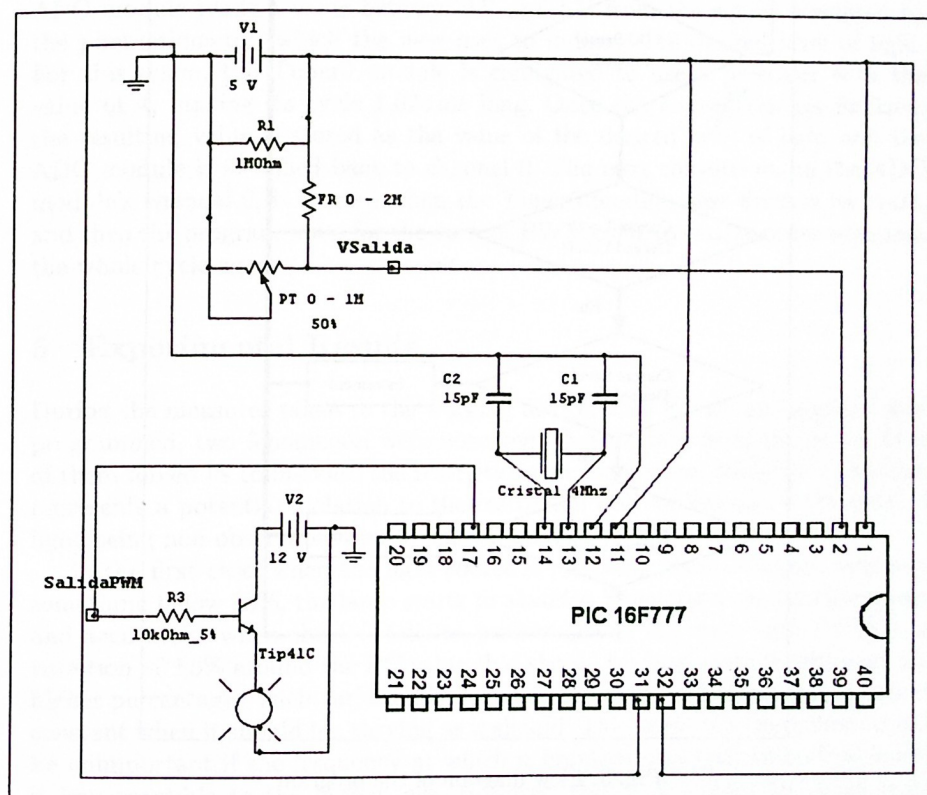 V1
5 V
R1
1MOhm
FR 0 - 2M
VSalida
PT 0 - 1M
50%
C2
15pF
C1
15pF
Cristal 4Mhz
V2
12 V
SalidaPWM
R3
10kOhm_5%
Tip41C
20 19 18 17 16 15 14 13 12 11 10 9 8 7 6 5 4 3 2 1
PIC 16F777
21 22 23 24 25 26 27 28 29 30 31 32 33 34 35 36 37 38 39 40